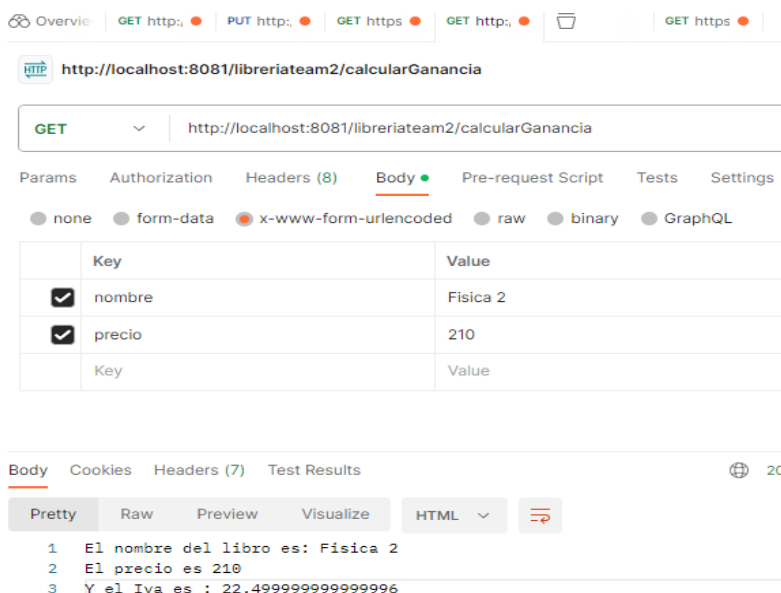 Overvie GET http:, PUT http:, GET https GET http:, GET https
HTTP http://localhost:8081/libreriateam2/calcularGanancia
GET http://localhost:8081/libreriateam2/calcularGanancia
Params Authorization Headers (8) Body Pre-request Script Tests Settings
none form-data x-www-form-urlencoded raw binary GraphQL
Key Value
nombre Fisica 2
precio 210
Key Value
Body Cookies Headers (7) Test Results 20
Pretty Raw Preview Visualize HTML
1 El nombre del libro es: Fisica 2
2 El precio es 210
3 Y el Iva es : 22.499999999999996